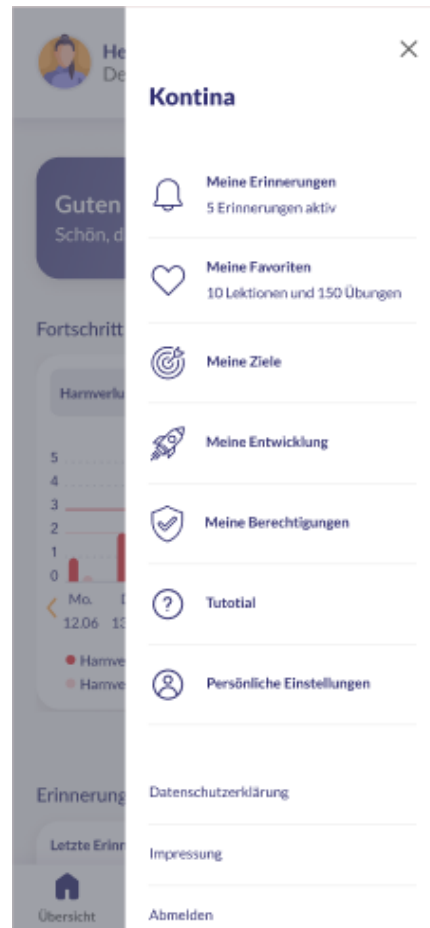 He
De
Kontina
Guten
Schön, d
Meine Erinnerungen
5 Erinnerungen aktiv
Meine Favoriten
10 Lektionen und 150 Übungen
Meine Ziele
Meine Entwicklung
Meine Berechtigungen
Tutotial
Persönliche Einstellungen
Datenschutzerklärung
Impressung
Abmelden
Fortschritt
Harnverlu
5
4
3
2
1
0
Mo.
12.06
13
Harnve
Harnve
Erinnerung
Letzte Erinn
Übersicht